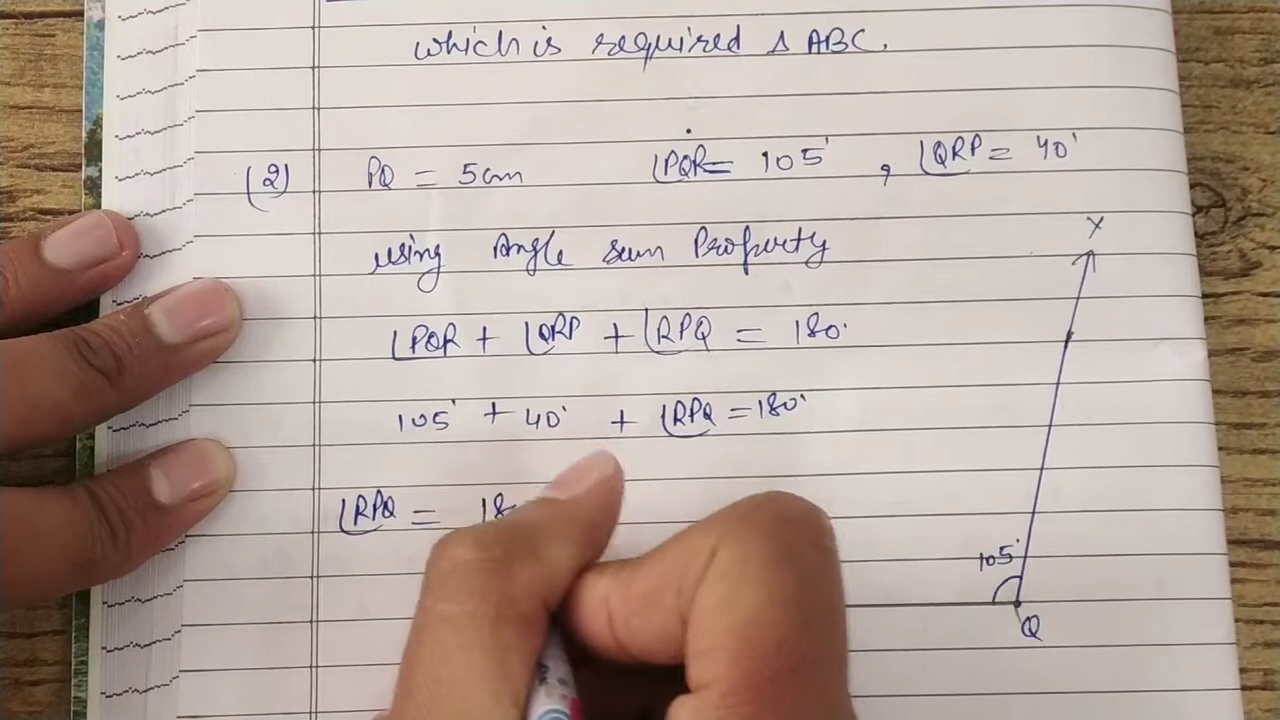 which is required Δ ABC.
(2) PQ = 5cm ∠PQR = 105° , ∠QRP = 40°
using Angle sum Property
∠PQR + ∠QRP + ∠RPQ = 180°
105° + 40° + ∠RPQ = 180°
∠RPQ = 18
X
105°
Q